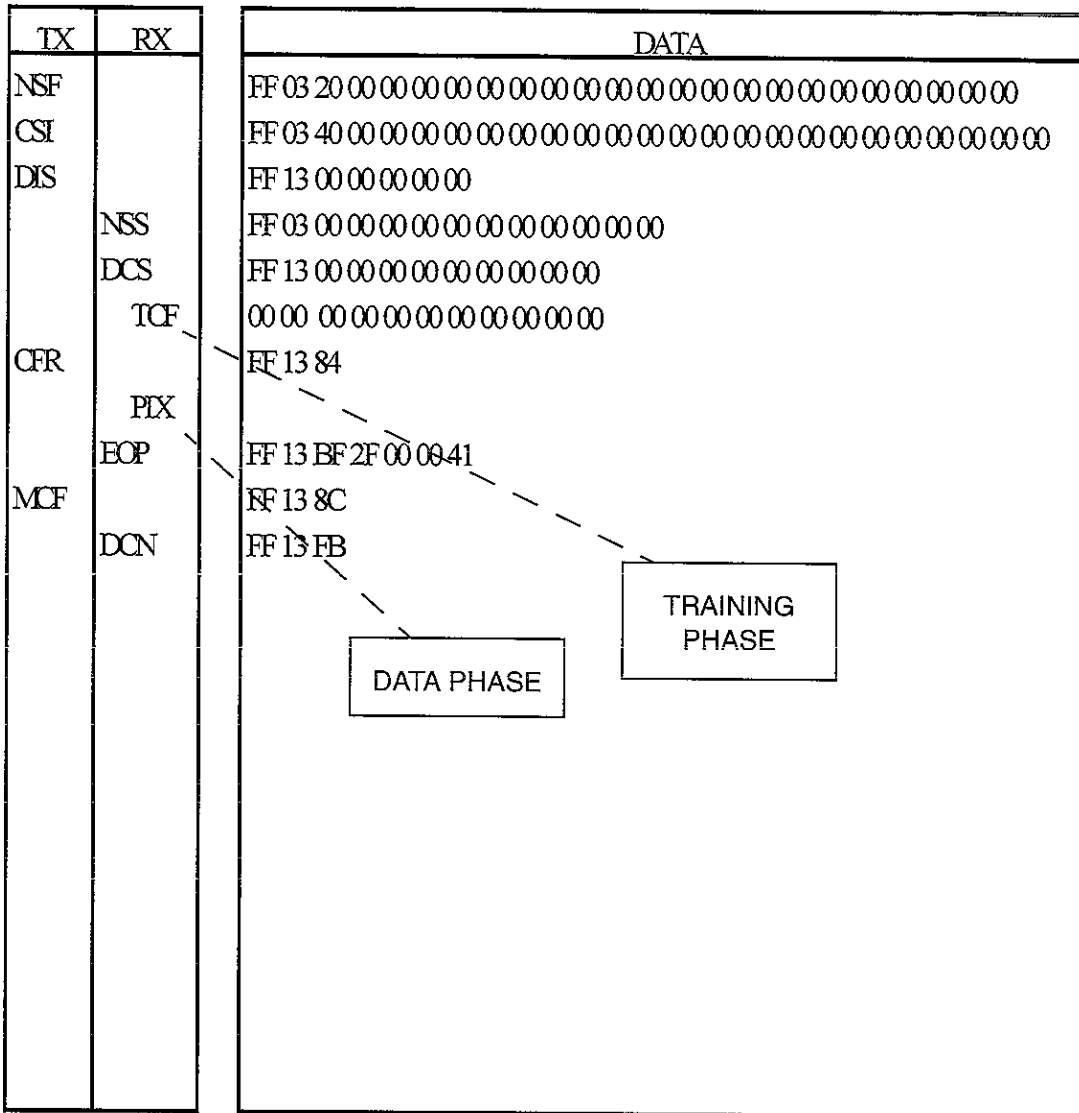 TX RX DATA
NSF FF 03 20 00 00 00 00 00 00 00 00 00 00 00 00 00 00 00 00 00 00 00 00 00
CSI FF 03 40 00 00 00 00 00 00 00 00 00 00 00 00 00 00 00 00 00 00 00 00 00 00
DIS FF 13 00 00 00 00 00
NSS FF 03 00 00 00 00 00 00 00 00 00 00 00
DCS FF 13 00 00 00 00 00 00 00 00 00
TCF 00 00 00 00 00 00 00 00 00 00 00
CFR FF 13 84
PIX
EOP FF 13 BF 2F 00 00 41
MCF FF 13 8C
DCN FF 13 FB
TRAINING
PHASE
DATA PHASE